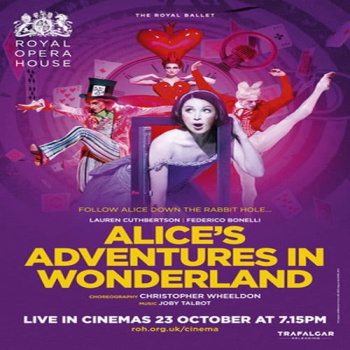 THE ROYAL BALLET
ROYAL
OPERA
HOUSE
FOLLOW ALICE DOWN THE RABBIT HOLE...
LAUREN CUTHBERTSON | FEDERICO BONELLI
ALICE'S
ADVENTURES IN
WONDERLAND
CHOREOGRAPHY CHRISTOPHER WHEELDON
MUSIC JOBY TALBOT
LIVE IN CINEMAS 23 OCTOBER AT 7.15PM
roh.org.uk/cinema
TRAFALGAR
RELEASING